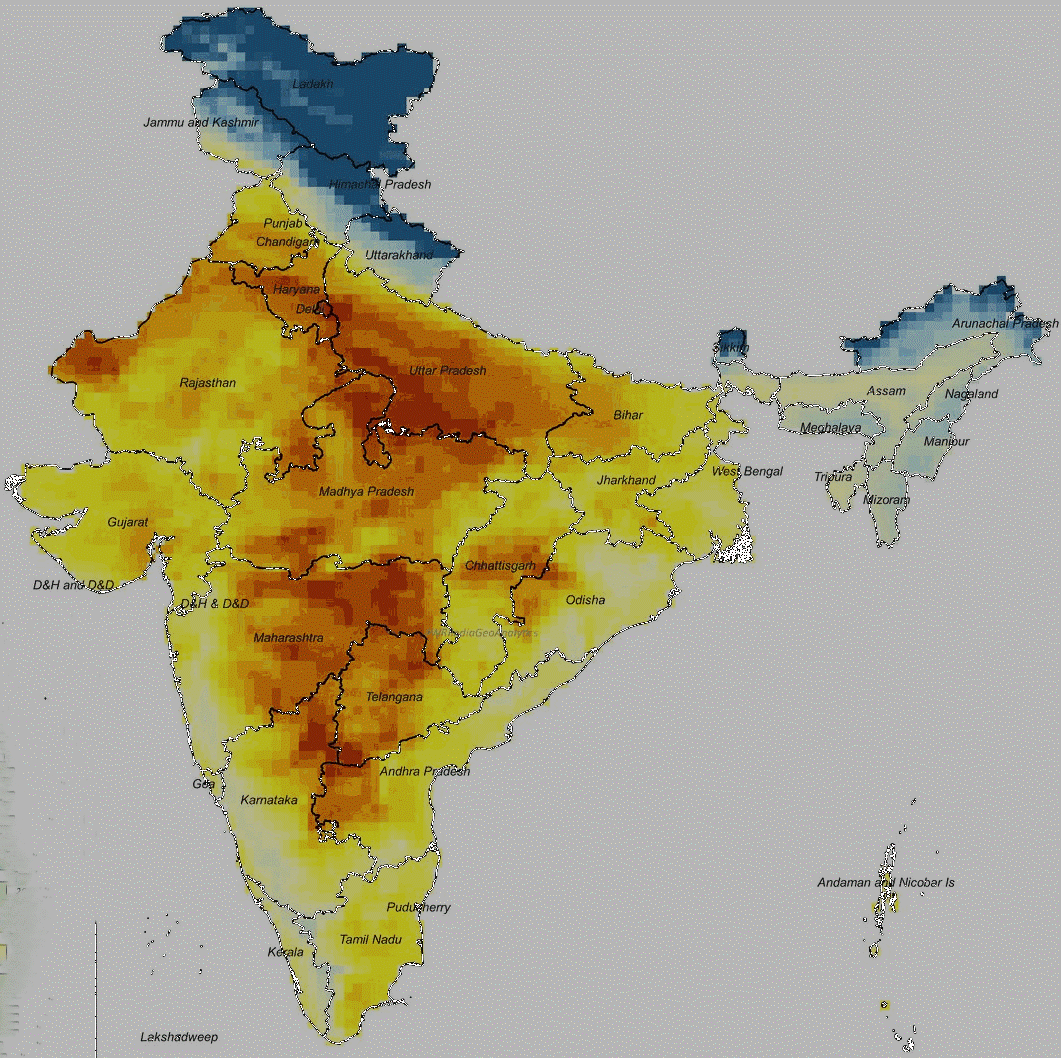 Ladakh
Jammu and Kashmir
Himachal Pradesh
Punjab
Chandigarh
Uttarakhand
Haryana
Delhi
Arunachal Pradesh
Sikkim
Uttar Pradesh
Rajasthan
Assam
Nagaland
Bihar
Meghalaya
Manipur
West Bengal
Jharkhand
Tripura
Madhya Pradesh
Mizoram
Gujarat
Chhattisgarh
D&H and D&D
D&H & D&D
Odisha
Maharashtra
Telangana
Andhra Pradesh
Goa
Karnataka
Andaman and Nicobar Is
Puducherry
Tamil Nadu
Kerala
Lakshadweep